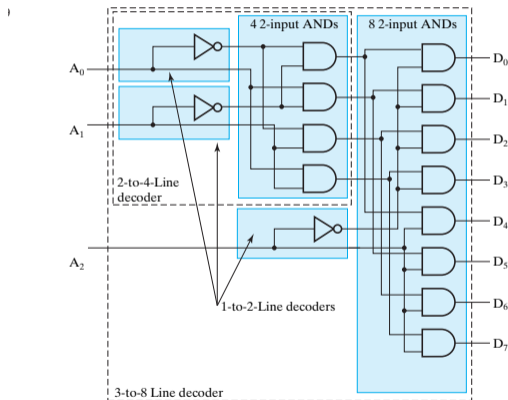 4 2-input ANDs
8 2-input ANDs
A0
A1
2-to-4-Line
decoder
A2
1-to-2-Line decoders
3-to-8 Line decoder
D0
D1
D2
D3
D4
D5
D6
D7